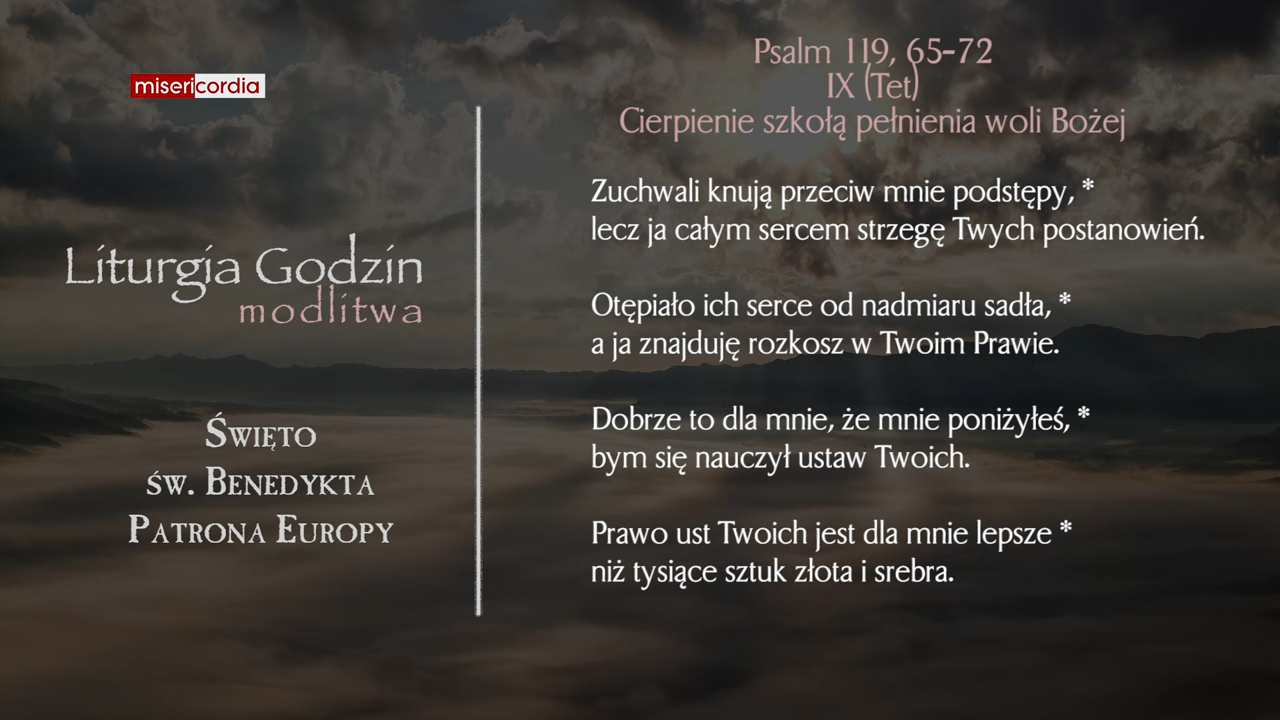 misericordia
Liturgia Godzin
modlitwa
Święto
św. Benedykta
Patrona Europy
Psalm 119, 65-72
IX (Tet)
Cierpienie szkołą pełnienia woli Bożej
Zuchwali knują przeciw mnie podstępy, *
lecz ja całym sercem strzegę Twych postanowień.
Otępiało ich serce od nadmiaru sadła, *
a ja znajduję rozkosz w Twoim Prawie.
Dobrze to dla mnie, że mnie poniżyłeś, *
bym się nauczył ustaw Twoich.
Prawo ust Twoich jest dla mnie lepsze *
niż tysiące sztuk złota i srebra.